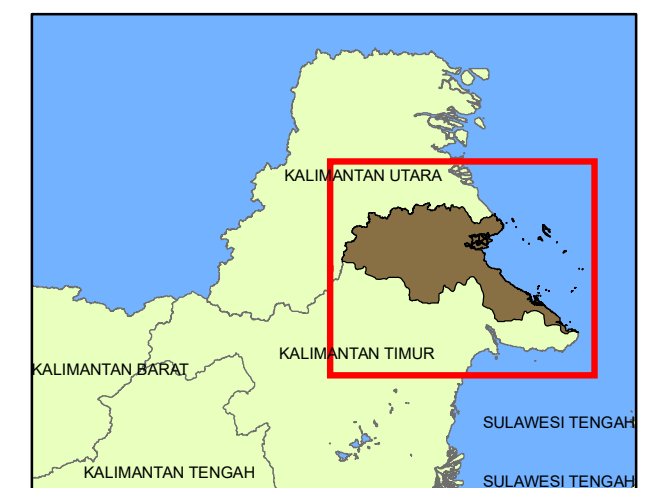 KALIMANTAN UTARA
KALIMANTAN TIMUR
KALIMANTAN BARAT
SULAWESI TENGAH
KALIMANTAN TENGAH
SULAWESI TENGAH